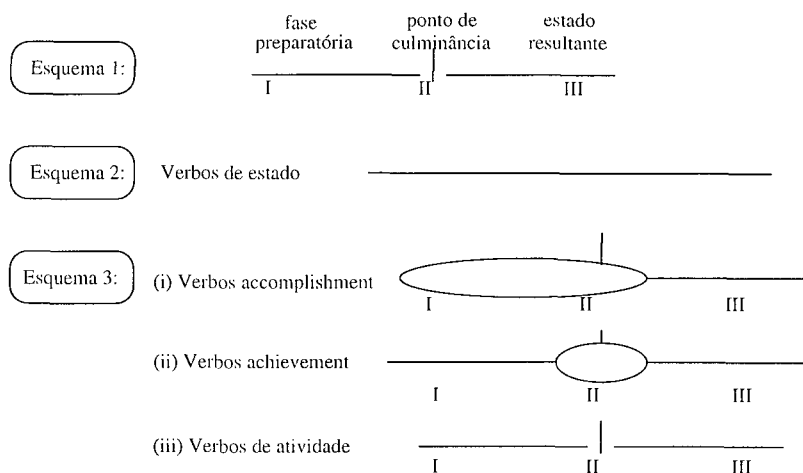 fase ponto de estado
preparatória culminância resultante
Esquema 1:
I II III
Esquema 2: Verbos de estado
Esquema 3: (i) Verbos accomplishment
I II III
(ii) Verbos achievement
I II III
(iii) Verbos de atividade
I II III